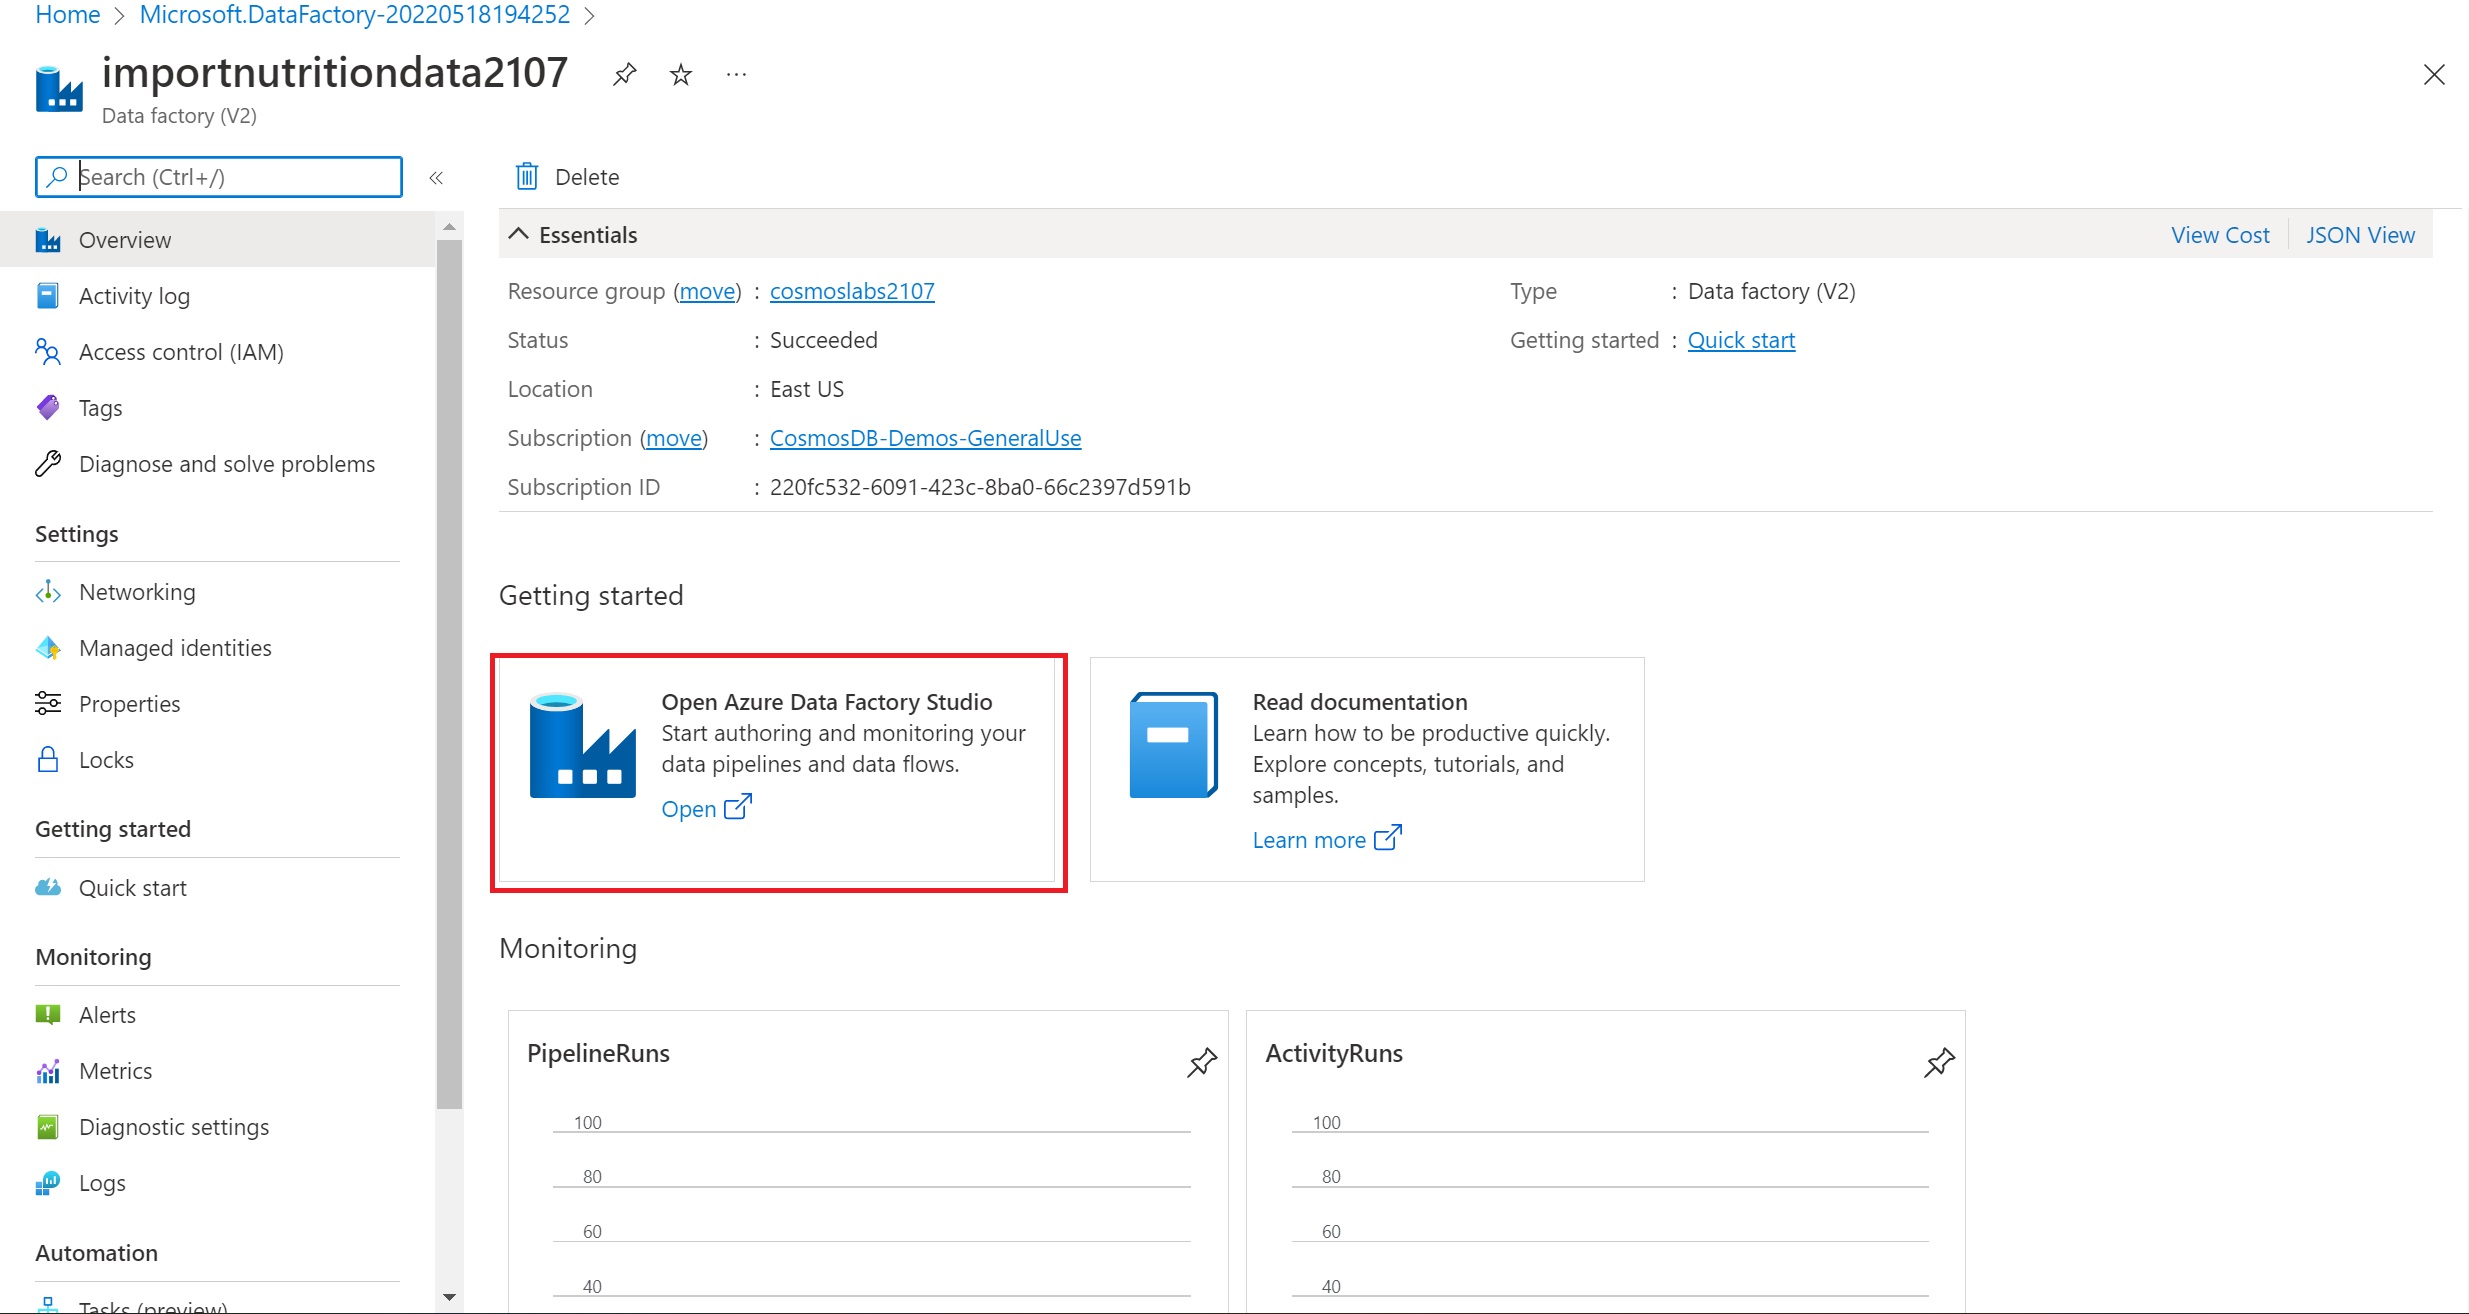 Home > Microsoft.DataFactory-20220518194252 >
importnutritiondata2107
Data factory (V2)
Search (Ctrl+/)
Overview
Activity log
Access control (IAM)
Tags
Diagnose and solve problems
Settings
Networking
Managed identities
Properties
Locks
Getting started
Quick start
Monitoring
Alerts
Metrics
Diagnostic settings
Logs
Automation
Tasks (preview)
Delete
Essentials
View Cost
JSON View
Resource group (move) : cosmoslabs2107
Status : Succeeded
Location : East US
Subscription (move) : CosmosDB-Demos-GeneralUse
Subscription ID : 220fc532-6091-423c-8ba0-66c2397d591b
Type : Data factory (V2)
Getting started : Quick start
Getting started
Open Azure Data Factory Studio
Start authoring and monitoring your
data pipelines and data flows.
Open
Read documentation
Learn how to be productive quickly.
Explore concepts, tutorials, and
samples.
Learn more
Monitoring
PipelineRuns
100
80
60
40
ActivityRuns
100
80
60
40